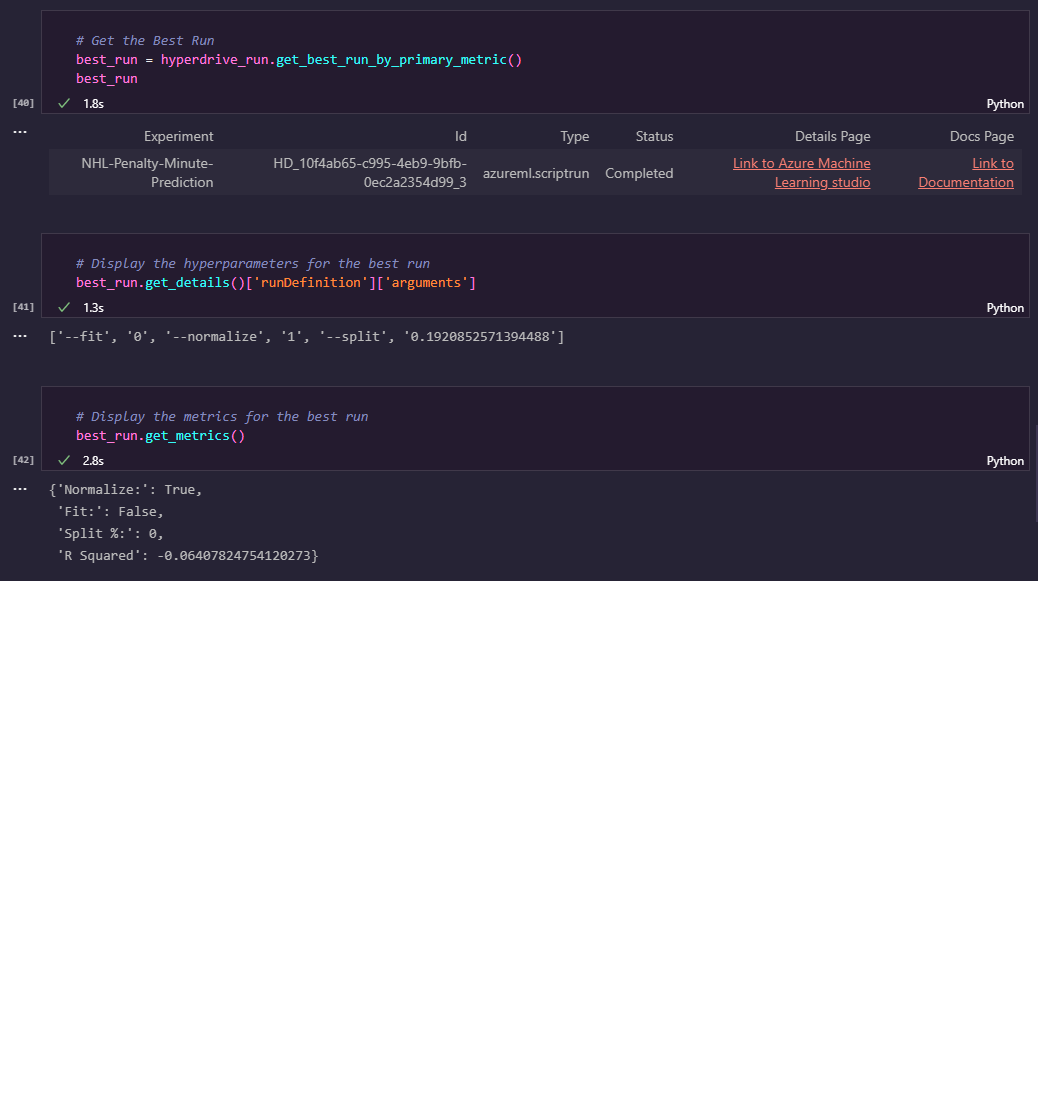 # Get the Best Run
best_run = hyperdrive_run.get_best_run_by_primary_metric()
best_run
[40] ✓ 1.8s Python
...
Experiment Id Type Status Details Page Docs Page
NHL-Penalty-Minute- HD_10f4ab65-c995-4eb9-9bfb- azureml.scriptrun Completed Link to Azure Machine Link to
Prediction 0ec2a2354d99_3 Learning studio Documentation
# Display the hyperparameters for the best run
best_run.get_details()['runDefinition']['arguments']
[41] ✓ 1.3s Python
... ['--fit', '0', '--normalize', '1', '--split', '0.1920852571394488']
# Display the metrics for the best run
best_run.get_metrics()
[42] ✓ 2.8s Python
... {'Normalize:': True,
'Fit:': False,
'Split %:': 0,
'R Squared': -0.06407824754120273}